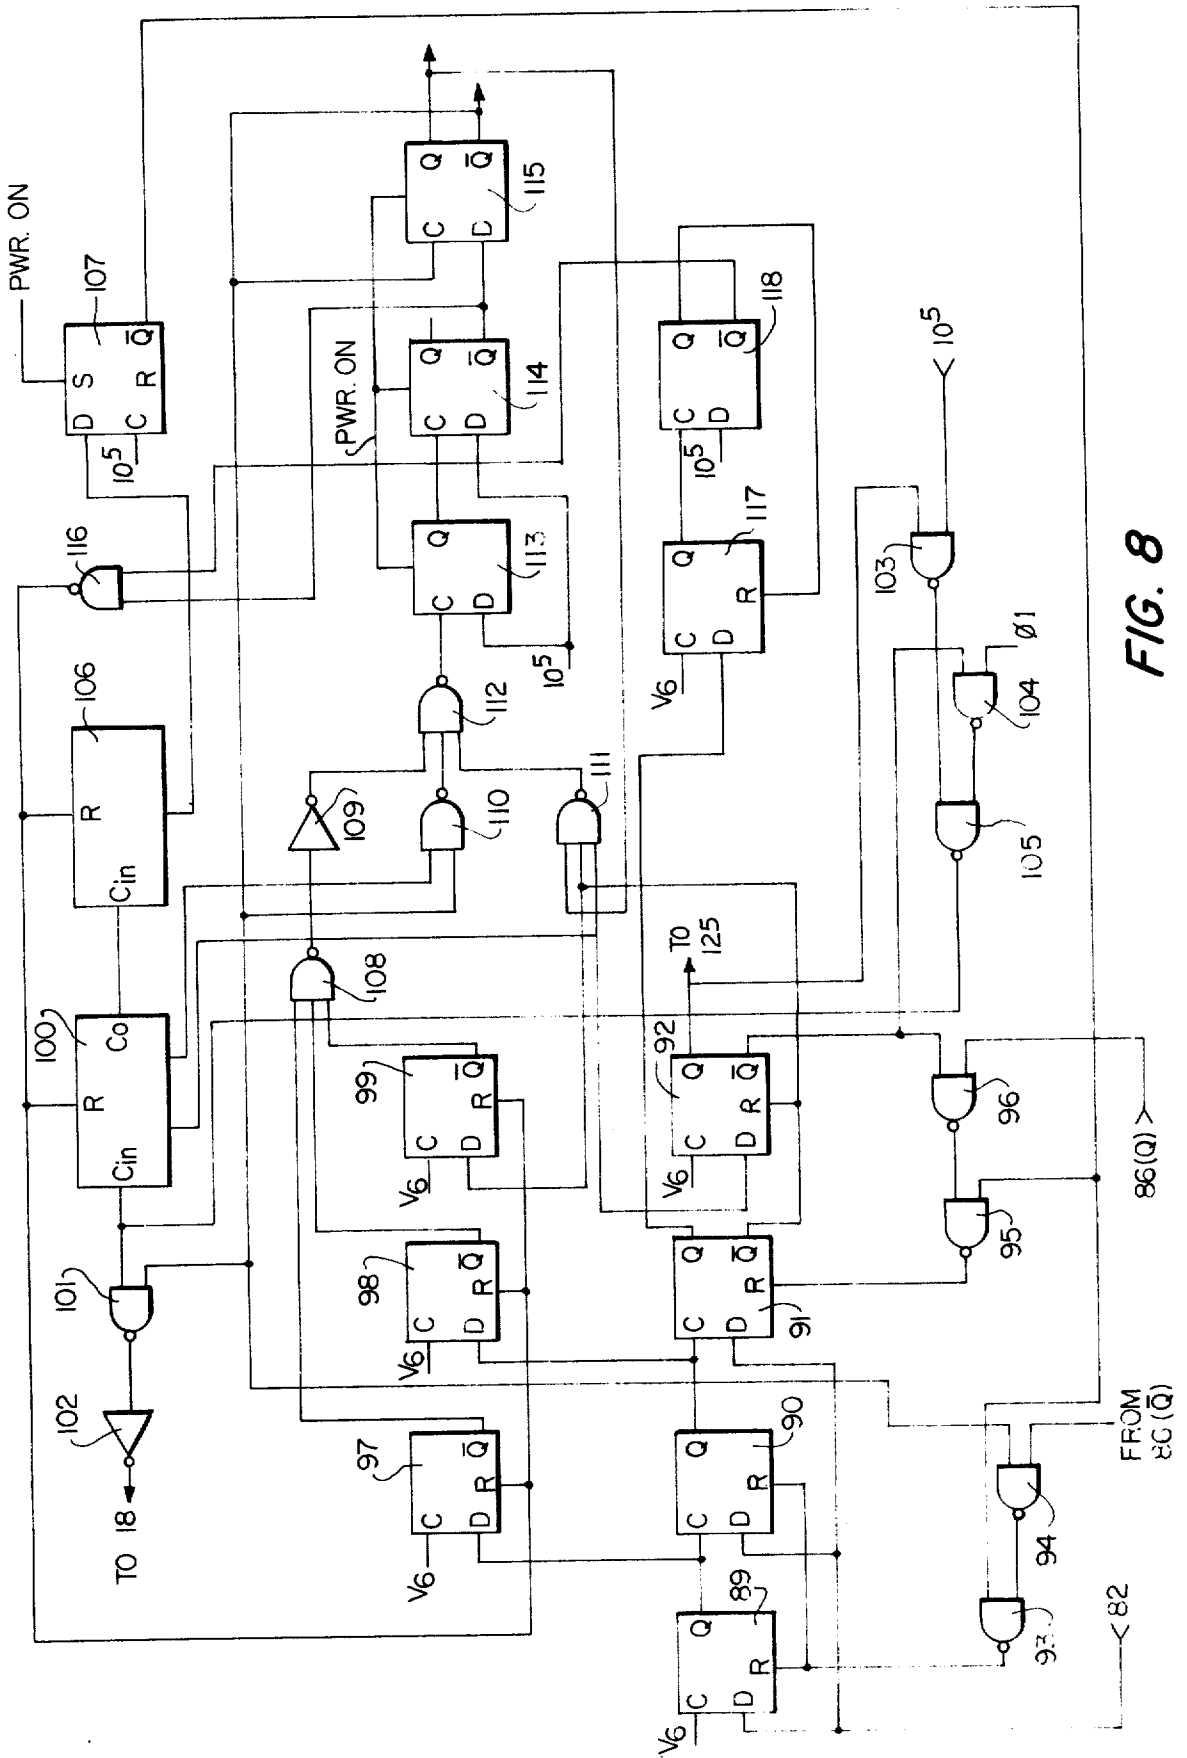 PWR. ON
107
D S
C R Q̄
10⁵
116
106
R
Cin
100
R
Co
Cin
101
102
TO 18
PWR. ON
115
C Q
D Q̄
114
C Q
D Q̄
113
C Q
D
10⁵
112
109
110
111
108
99
C
D R Q̄
V6
98
C
D R Q̄
V6
97
C
D R Q̄
V6
118
C Q
D Q̄
10⁵
117
C Q
D R
V6
TO
125
92
C Q
D R Q̄
V6
91
C Q
D R Q̄
90
C Q
D R
89
C Q
D R
V6
10⁵
103
Ø1
104
105
96
86(Q)
95
94
FROM
86(Q̄)
93
82
FIG. 8